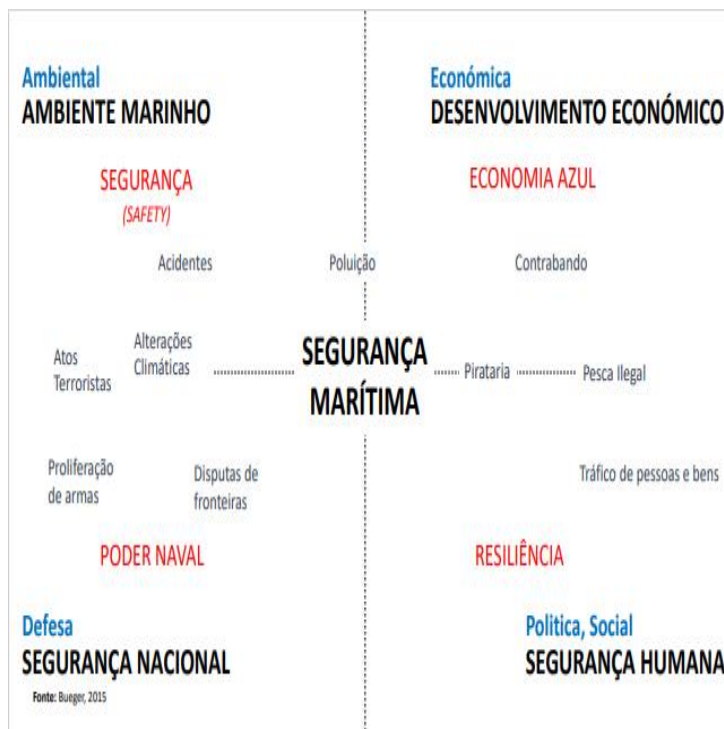 Ambiental
AMBIENTE MARINHO
Económica
DESENVOLVIMENTO ECONÓMICO
SEGURANÇA
(SAFETY)
ECONOMIA AZUL
Acidentes
Poluição
Contrabando
Atos
Terroristas
Alterações
Climáticas
SEGURANÇA
MARÍTIMA
Pirataria
Pesca Ilegal
Proliferação
de armas
Disputas de
fronteiras
Tráfico de pessoas e bens
PODER NAVAL
RESILIÊNCIA
Defesa
SEGURANÇA NACIONAL
Politica, Social
SEGURANÇA HUMANA
Fonte: Bueger, 2015